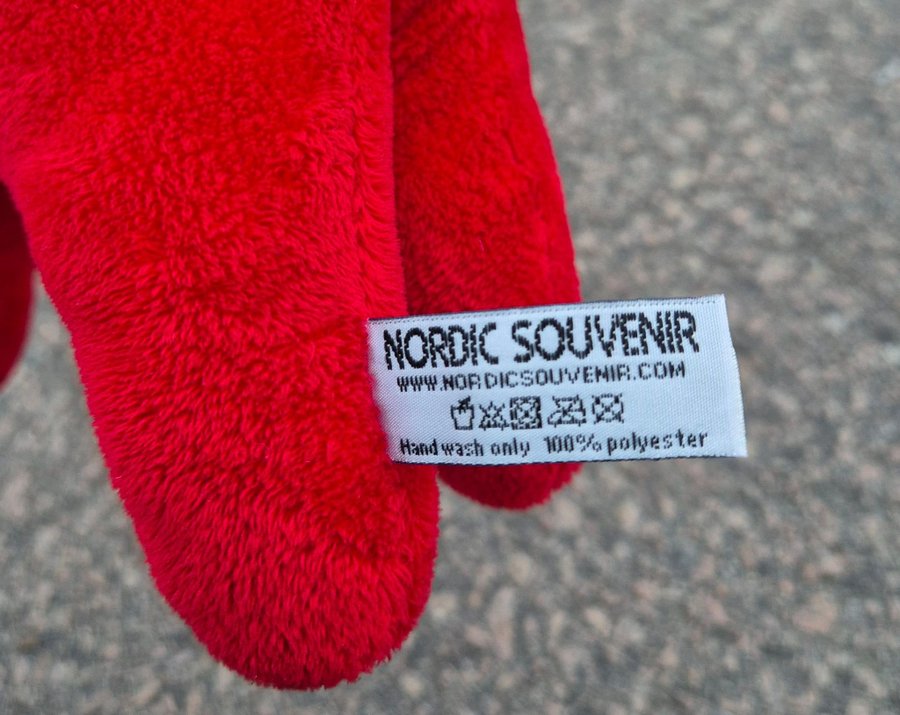 NORDIC SOUVENIR
WWW.NORDICSOUVENIR.COM
Hand wash only 100% polyester